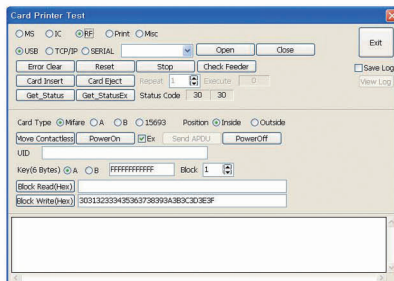 Card Printer Test
MS IC RF Print Misc
USB TCP/IP SERIAL Open Close Exit
Error Clear Reset Stop Check Feeder Save Log
Card Insert Card Eject Repeat 1 Execute 0 View Log
Get_Status Get_StatusEx Status Code 30 30
Card Type Mifare A B 15693 Position Inside Outside
Move Contactless PowerOn Ex Send APDU PowerOff
UID
Key(6 Bytes) A B FFFFFFFFFFFF Block 1
Block Read(Hex)
Block Write(Hex) 303132333435363738393A3B3C3D3E3F